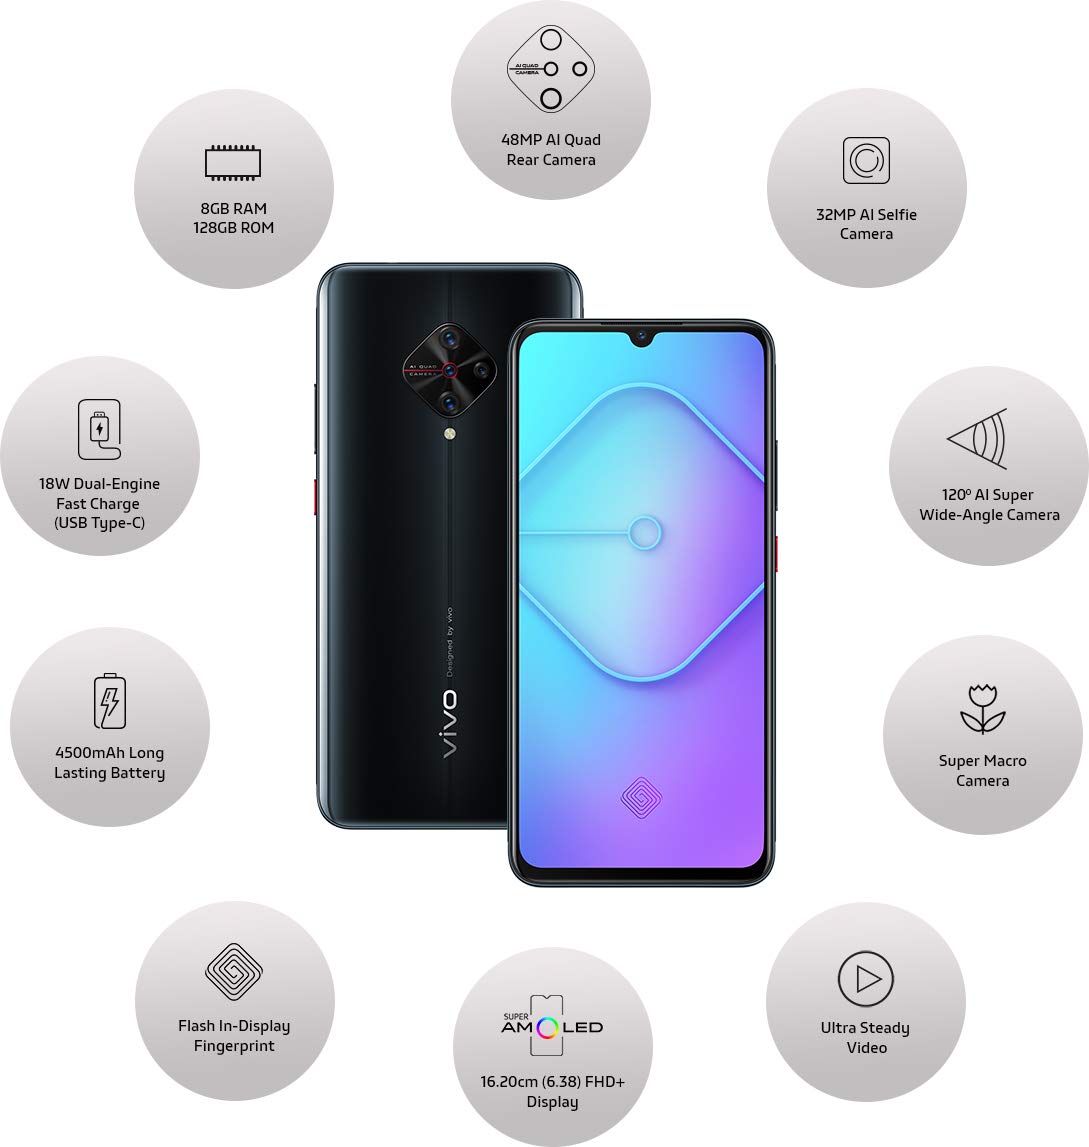 AI QUAD
CAMERA
48MP AI Quad
Rear Camera
8GB RAM
128GB ROM
32MP AI Selfie
Camera
AI QUAD
CAMERA
18W Dual-Engine
Fast Charge
(USB Type-C)
120º AI Super
Wide-Angle Camera
vivo
Designed by vivo
4500mAh Long
Lasting Battery
Super Macro
Camera
Flash In-Display
Fingerprint
SUPER
AMOLED
16.20cm (6.38) FHD+
Display
Ultra Steady
Video